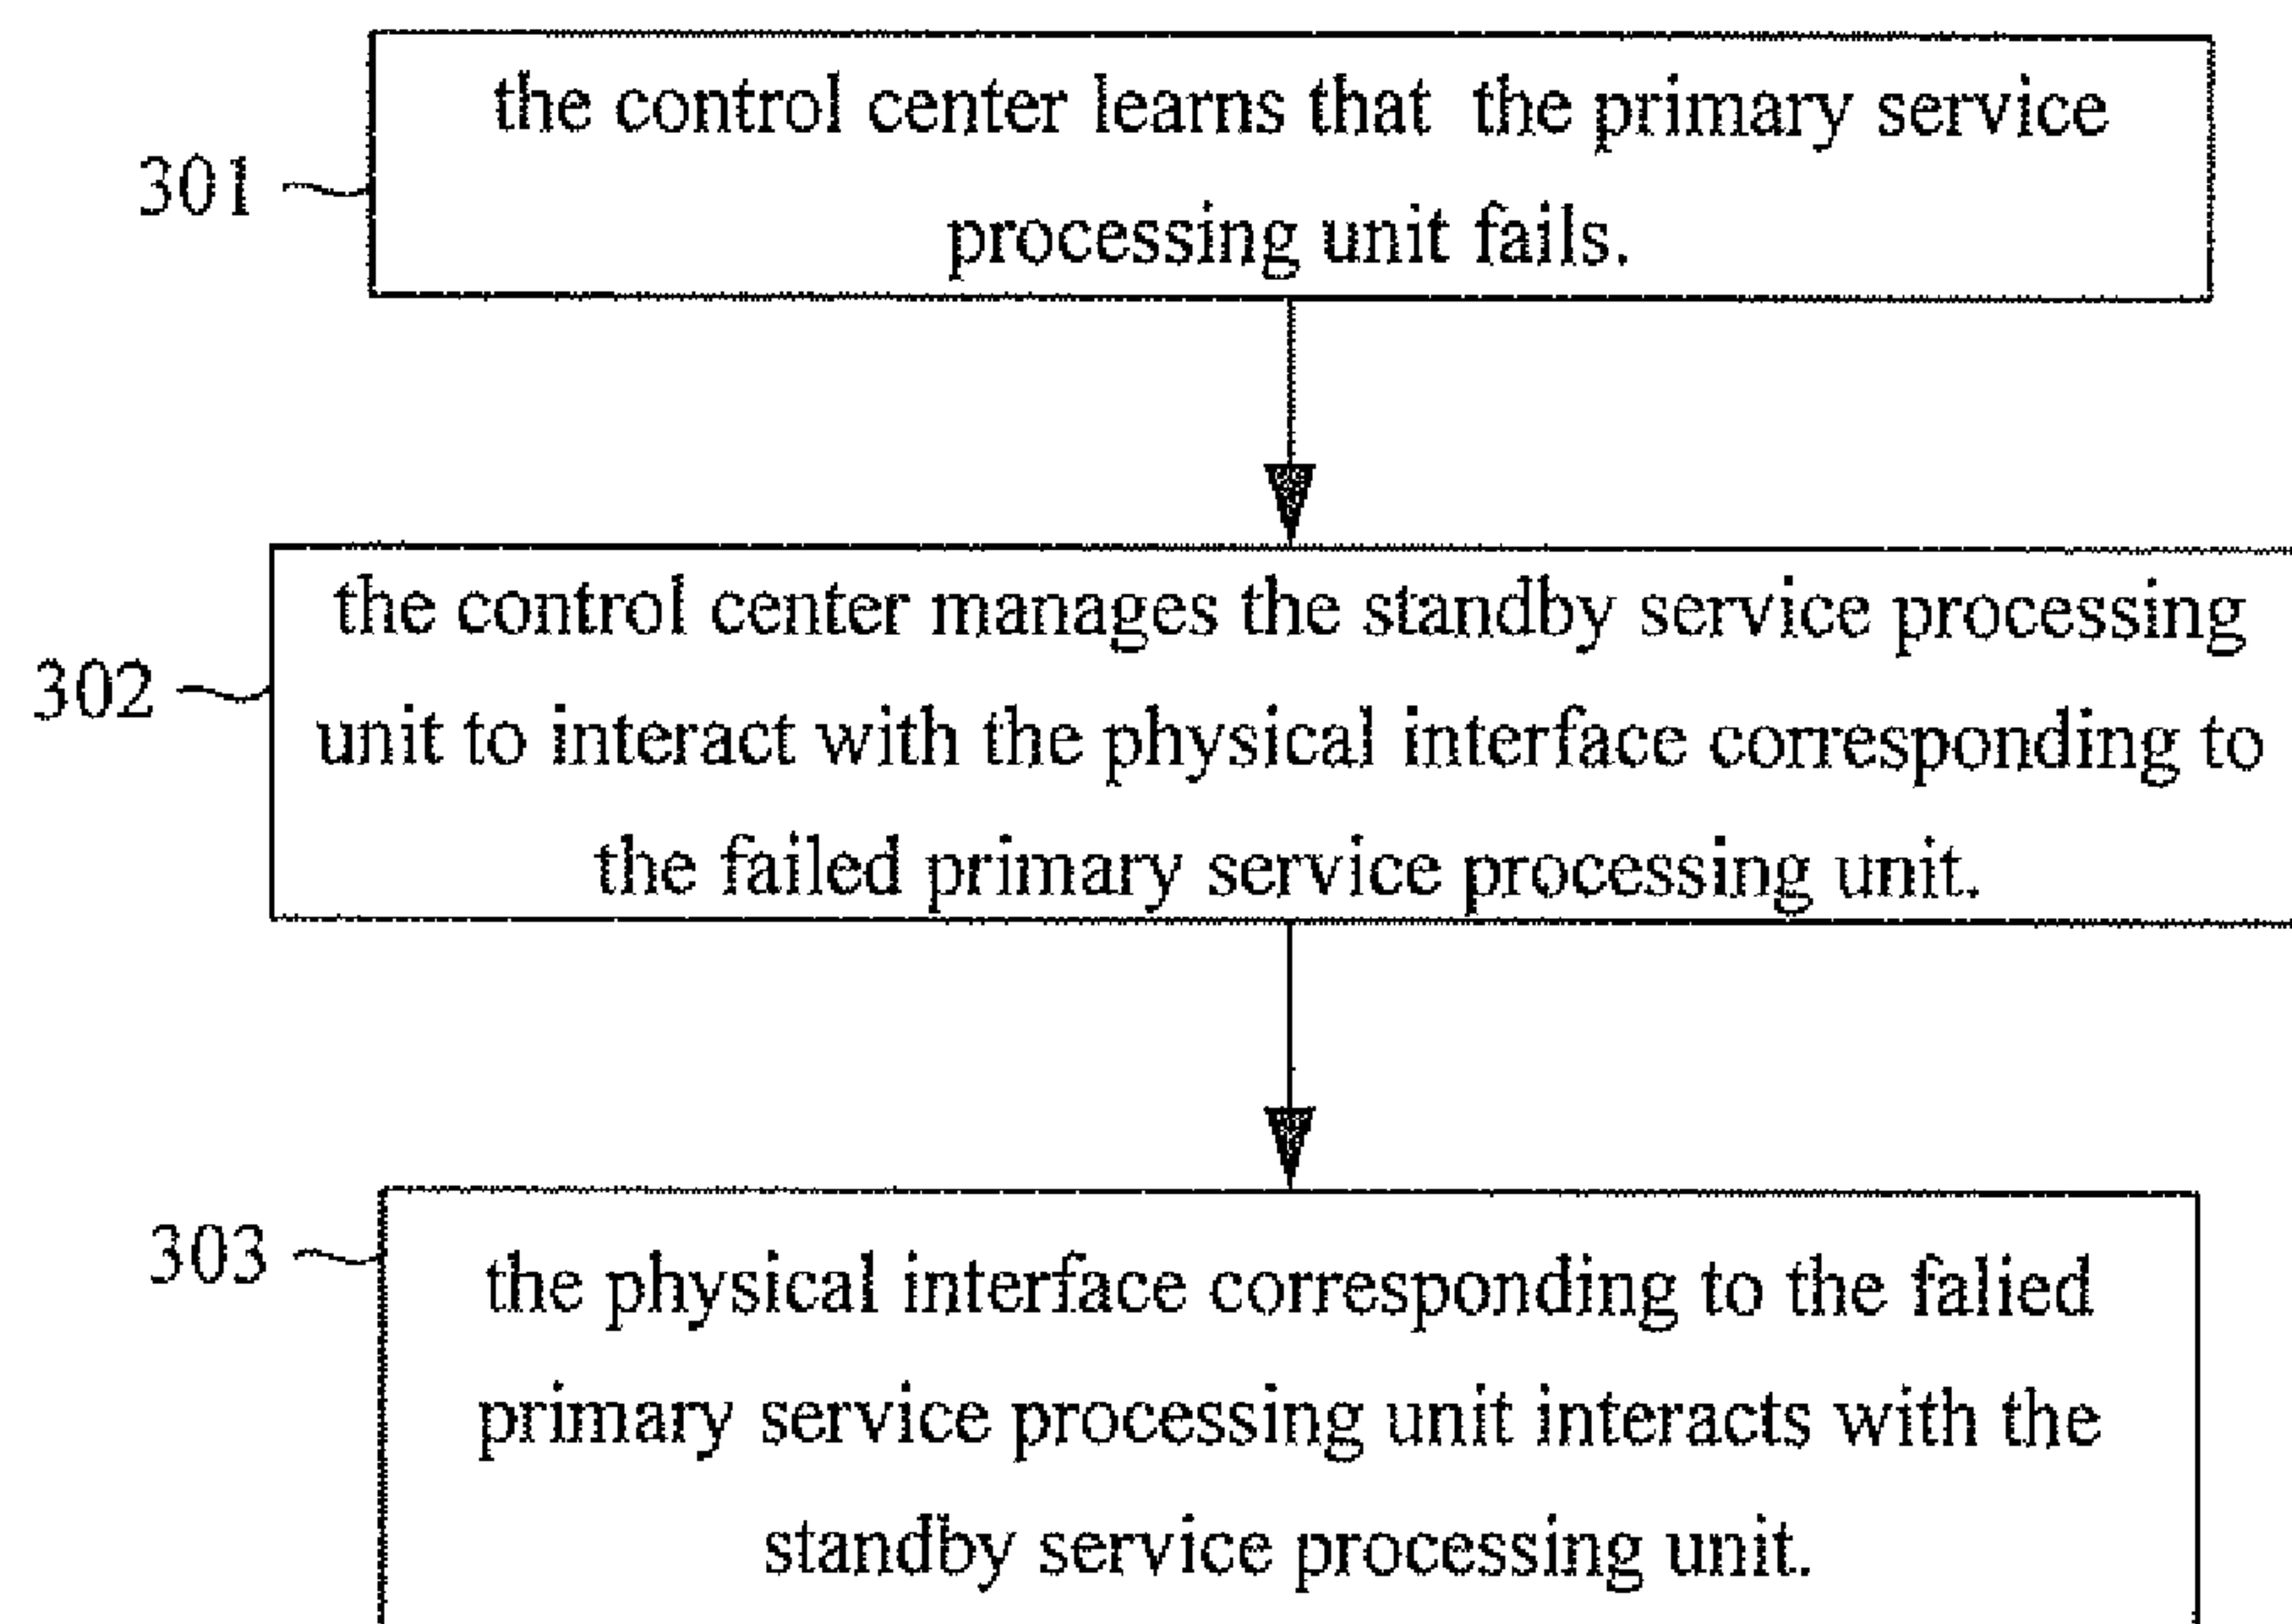 the control center learns that the primary service
301
processing unit fails.
the control center manages the standby service processing
302
unit to interact with the physical interface corresponding to
the failed primary service processing unit.
303
the physical interface corresponding to the falied
primary service processing unit interacts with the
standby service processing unit.